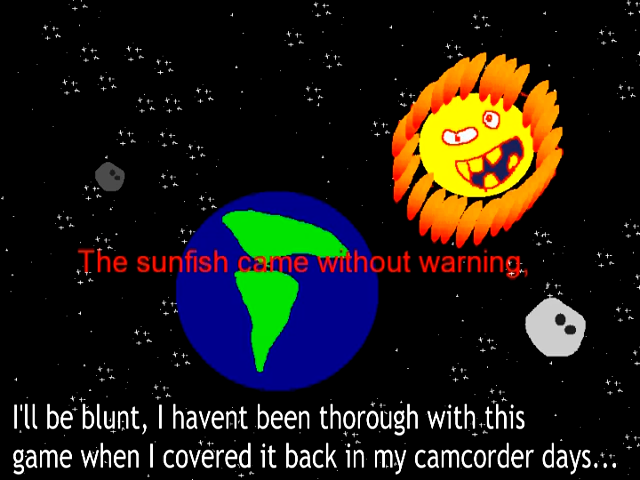 The sunfish came without warning,
I'll be blunt, I havent been thorough with this
game when I covered it back in my camcorder days...